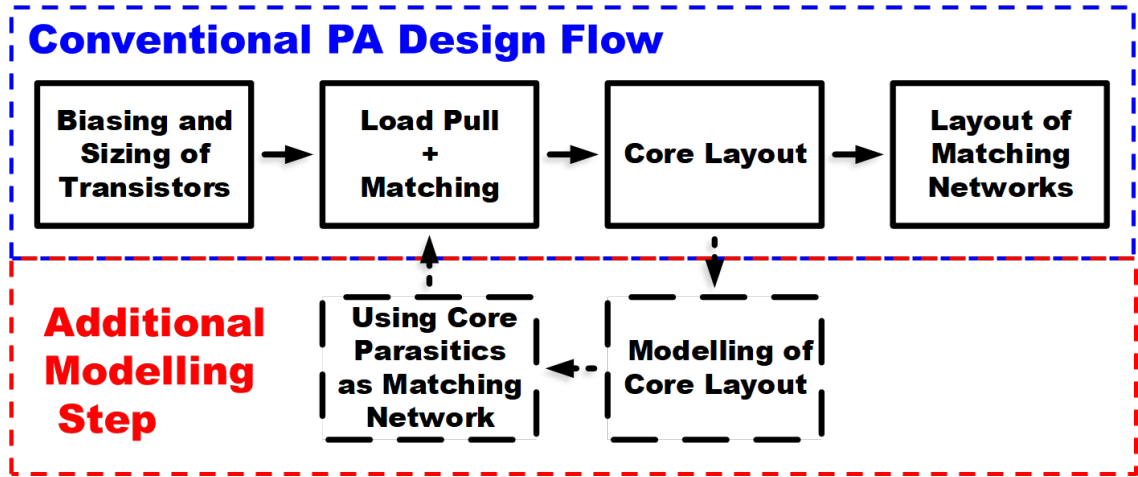 Conventional PA Design Flow
Biasing and
Sizing of
Transistors
Load Pull
+
Matching
Core Layout
Layout of
Matching
Networks
Additional
Modelling
Step
Using Core
Parasitics
as Matching
Network
Modelling of
Core Layout